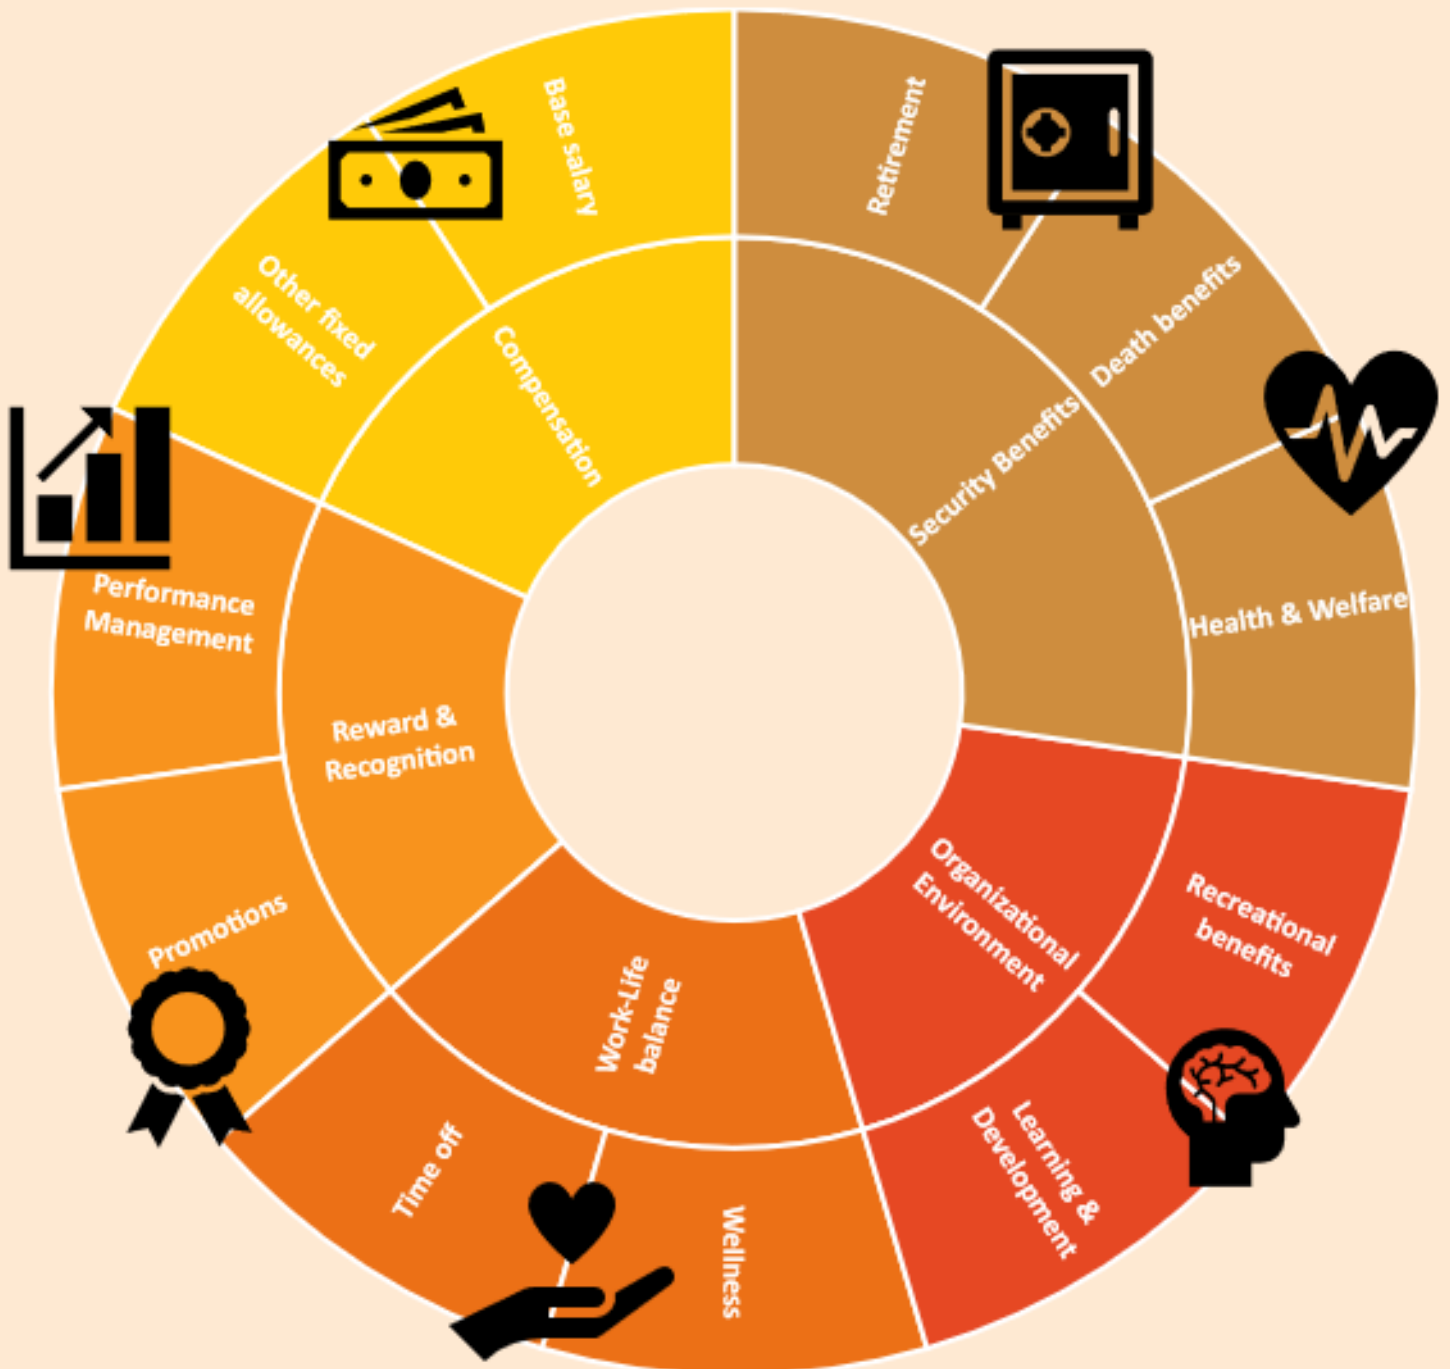 Base salary
Other fixed
allowances
Compensation
Retirement
Death benefits
Health & Welfare
Security Benefits
Recreational
benefits
Learning &
Development
Organizational
Environment
Wellness
Time off
Work-Life
balance
Promotions
Performance
Management
Reward &
Recognition